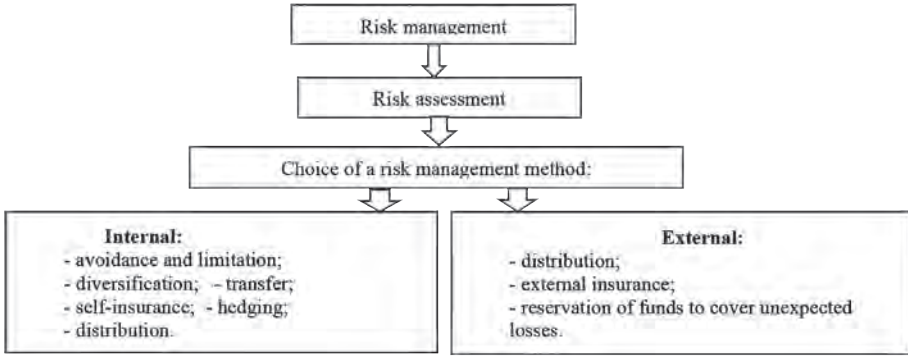 Risk management
Risk assessment
Choice of a risk management method:
Internal:
- avoidance and limitation;
- diversification;  – transfer;
- self-insurance;  - hedging;
- distribution.
External:
- distribution;
- external insurance;
- reservation of funds to cover unexpected
losses.